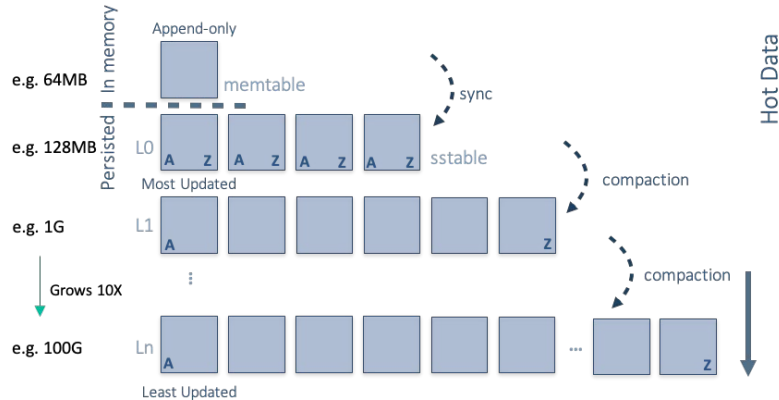 Append-only
In memory
e.g. 64MB
memtable
sync
Hot Data
Persisted
e.g. 128MB
L0
A Z A Z A Z A Z
sstable
Most Updated
compaction
e.g. 1G
L1
A Z
...
Grows 10X
compaction
e.g. 100G
Ln
A ... Z
Least Updated